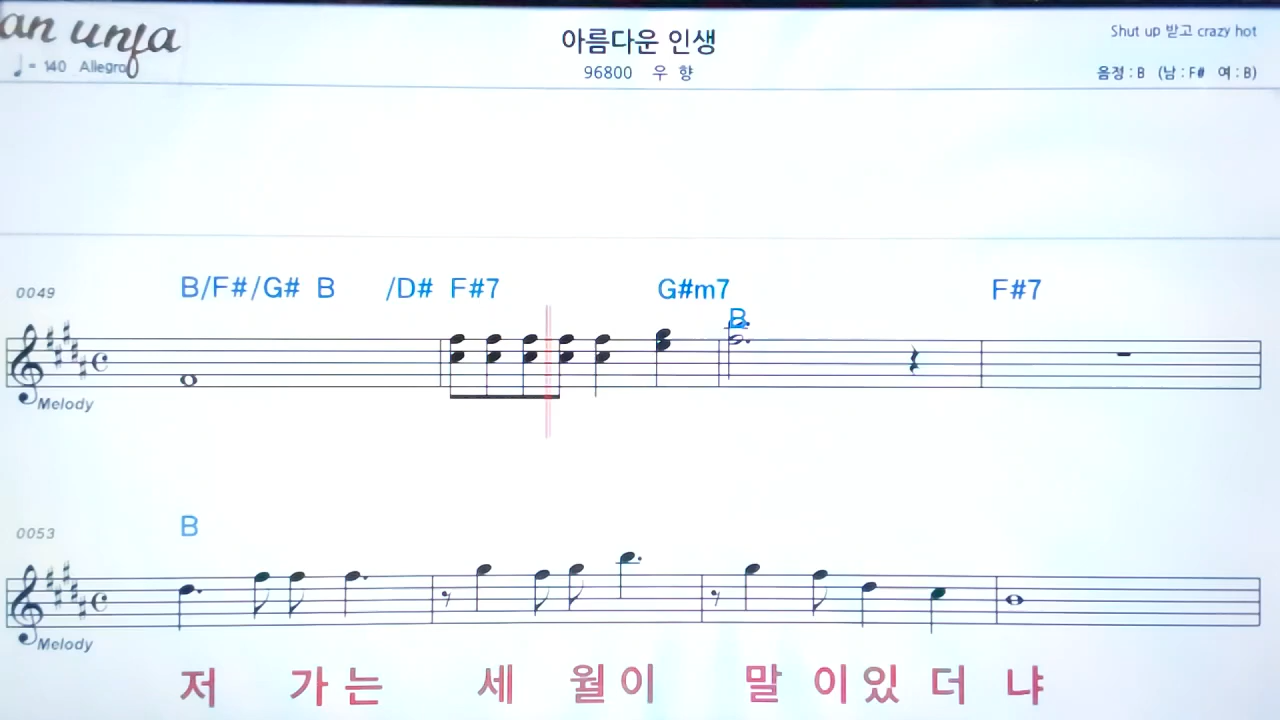 an unfa
♩= 140 Allegro
아름다운 인생
96800 우 향
Shut up 받고 crazy hot
음정 : B (남 : F# 여 : B)
0049
B/F#/G# B /D# F#7 G#m7 F#7
B
Melody
0053
B
Melody
저 가 는 세 월 이 말 이 있 더 냐